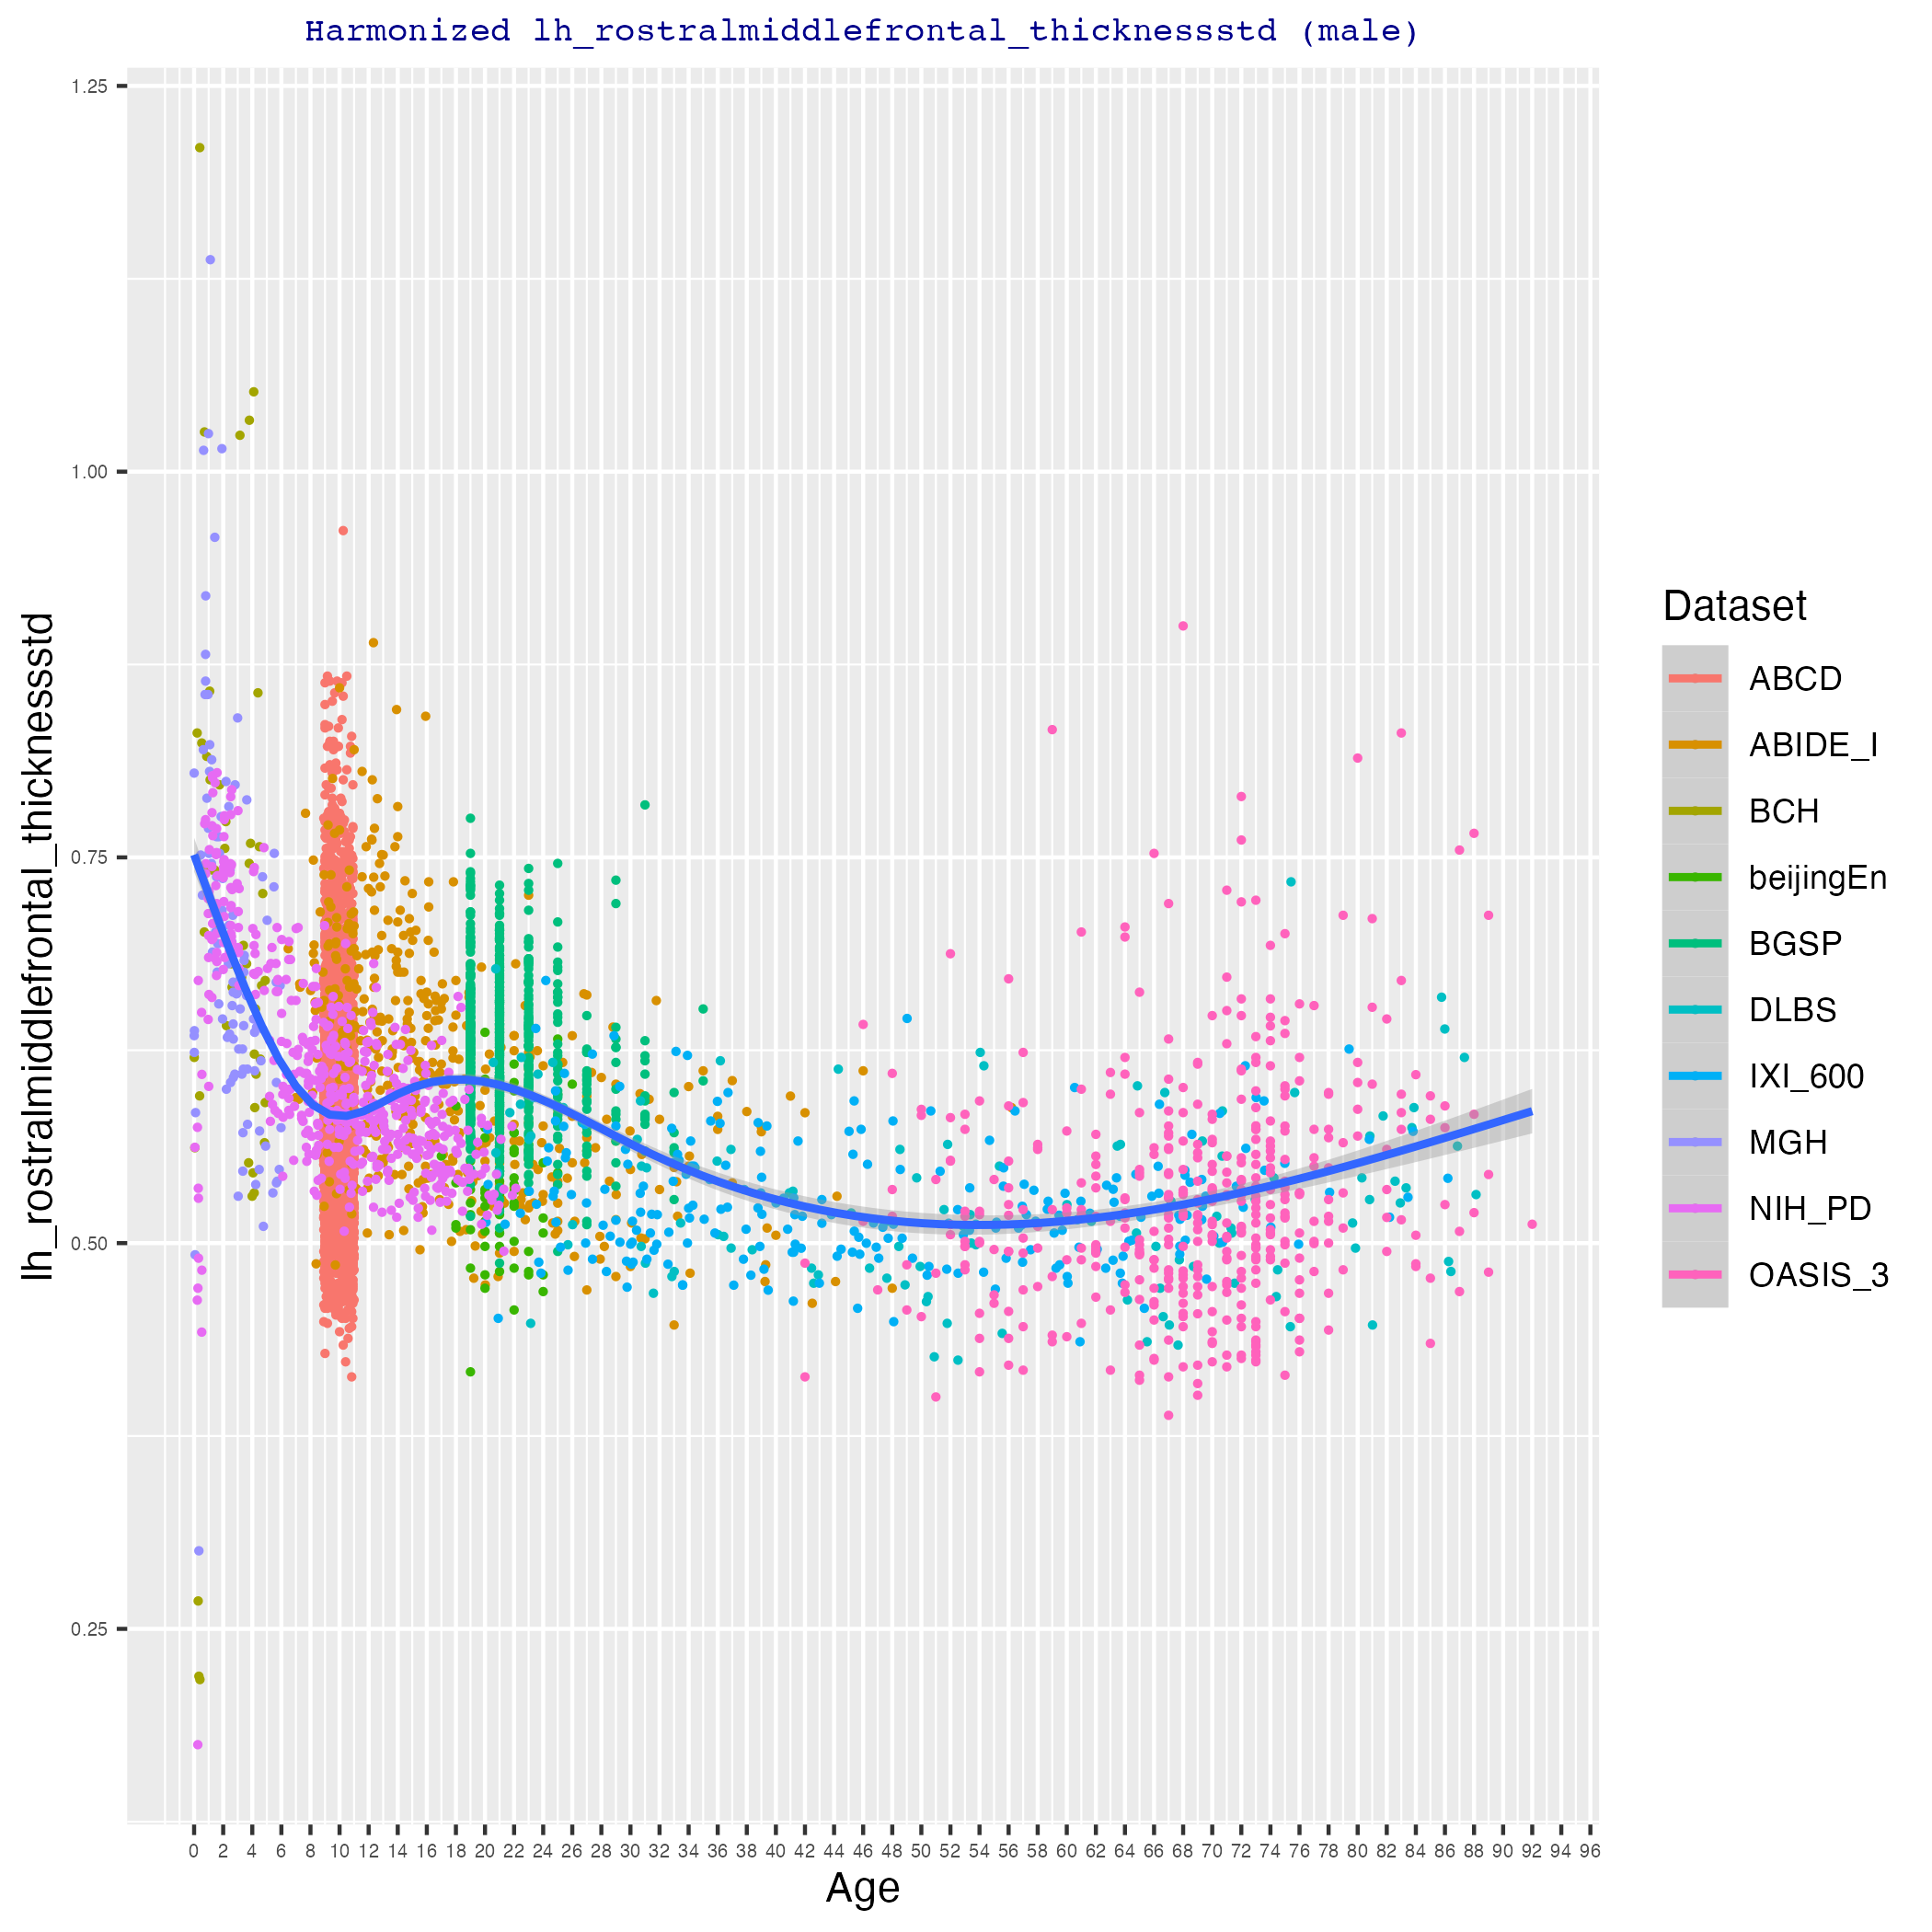 Harmonized lh_rostralmiddlefrontal_thicknessstd (male)
lh_rostralmiddlefrontal_thicknessstd
1.25
1.00
0.75
0.50
0.25
0 2 4 6 8 10 12 14 16 18 20 22 24 26 28 30 32 34 36 38 40 42 44 46 48 50 52 54 56 58 60 62 64 66 68 70 72 74 76 78 80 82 84 86 88 90 92 94 96
Age
Dataset
ABCD
ABIDE_I
BCH
beijingEn
BGSP
DLBS
IXI_600
MGH
NIH_PD
OASIS_3